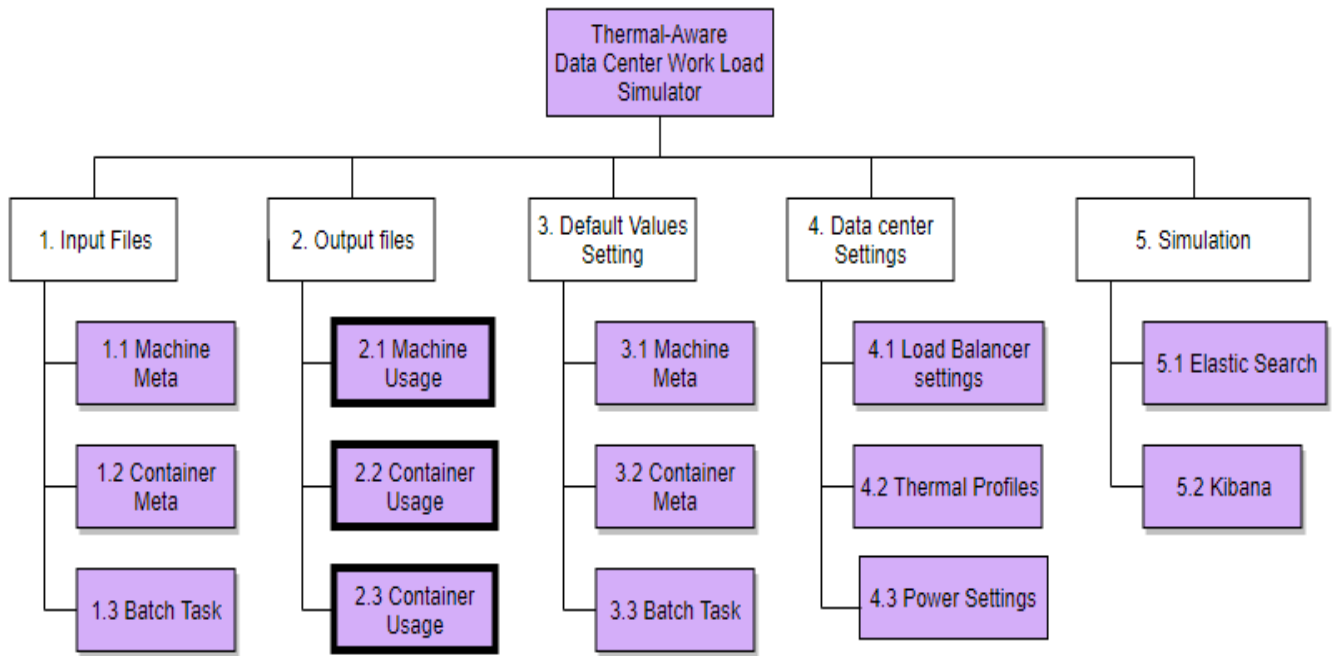 Thermal-Aware
Data Center Work Load
Simulator
1. Input Files
2. Output files
3. Default Values
Setting
4. Data center
Settings
5. Simulation
1.1 Machine
Meta
1.2 Container
Meta
1.3 Batch Task
2.1 Machine
Usage
2.2 Container
Usage
2.3 Container
Usage
3.1 Machine
Meta
3.2 Container
Meta
3.3 Batch Task
4.1 Load Balancer
settings
4.2 Thermal Profiles
4.3 Power Settings
5.1 Elastic Search
5.2 Kibana